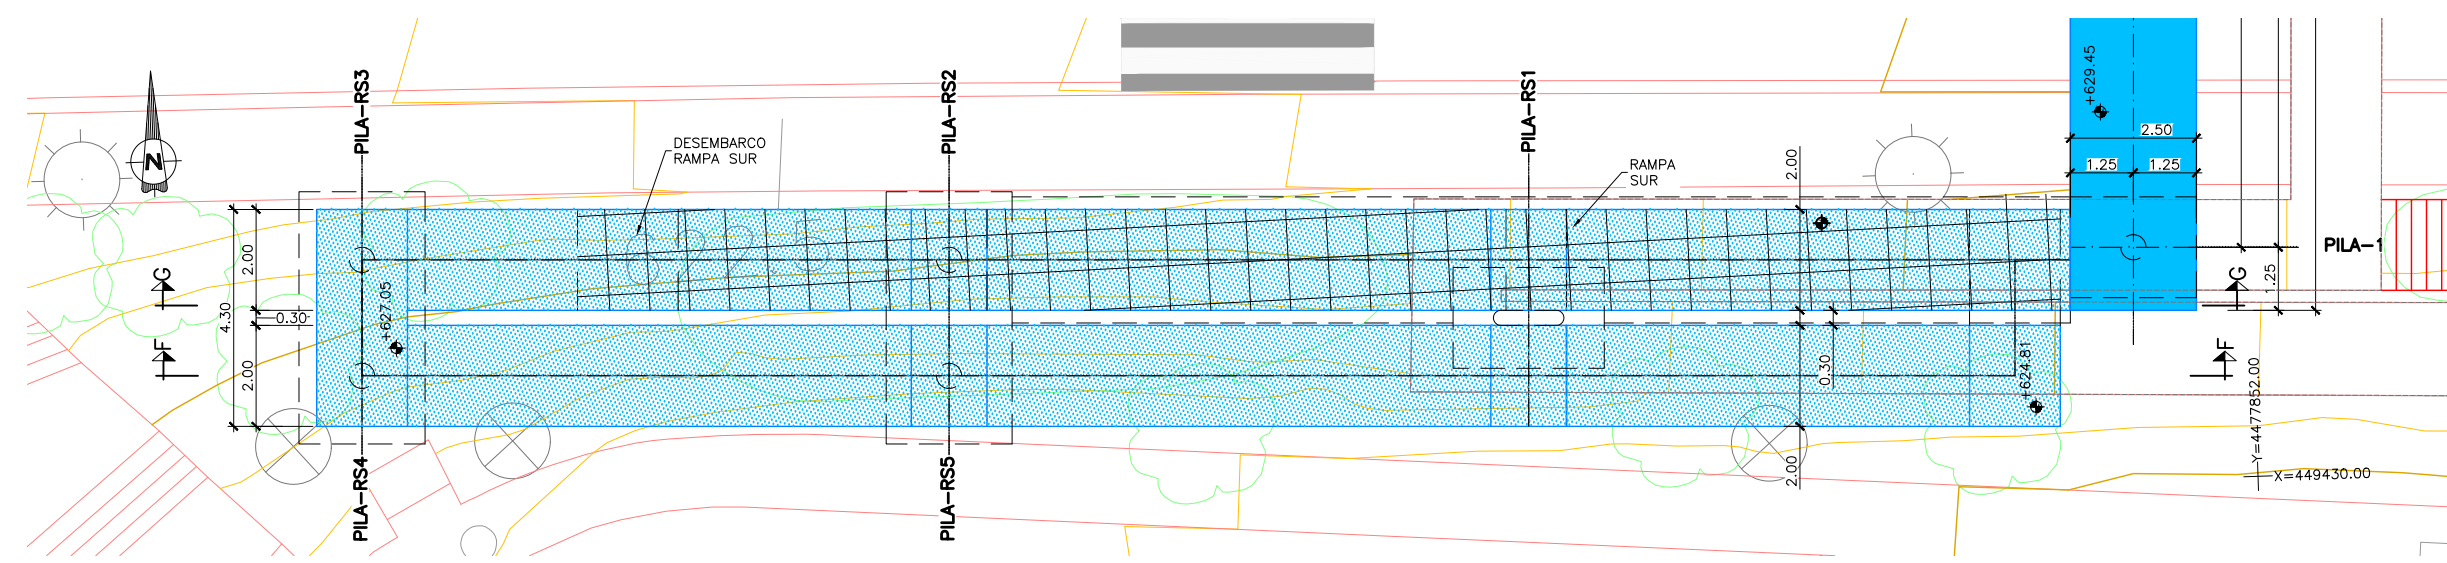 PILA-RS3
PILA-RS2
PILA-RS1
+629.45
2.50
1.25
1.25
N
DESEMBARCO
RAMPA SUR
RAMPA
SUR
2.00
2.00
4.30
0.30
2.00
G
F
+627.05
PILA-1
1.25
G
F
0.30
+624.81
2.00
PILA-RS4
PILA-RS5
Y=4477852.00
X=449430.00